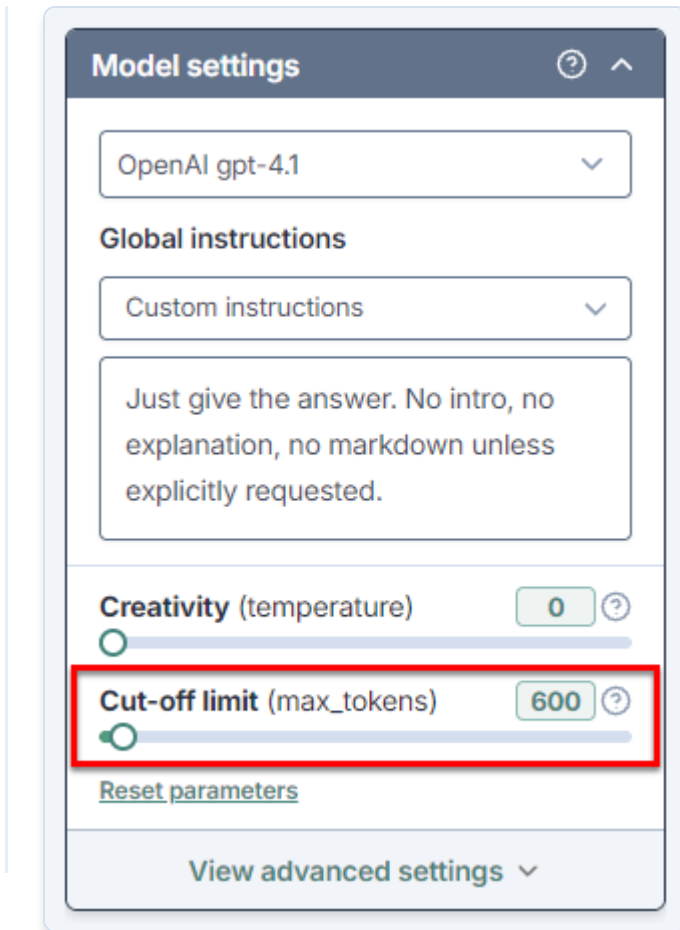 Model settings
OpenAI gpt-4.1
Global instructions
Custom instructions
Just give the answer. No intro, no
explanation, no markdown unless
explicitly requested.
Creativity (temperature) 0
Cut-off limit (max_tokens) 600
Reset parameters
View advanced settings